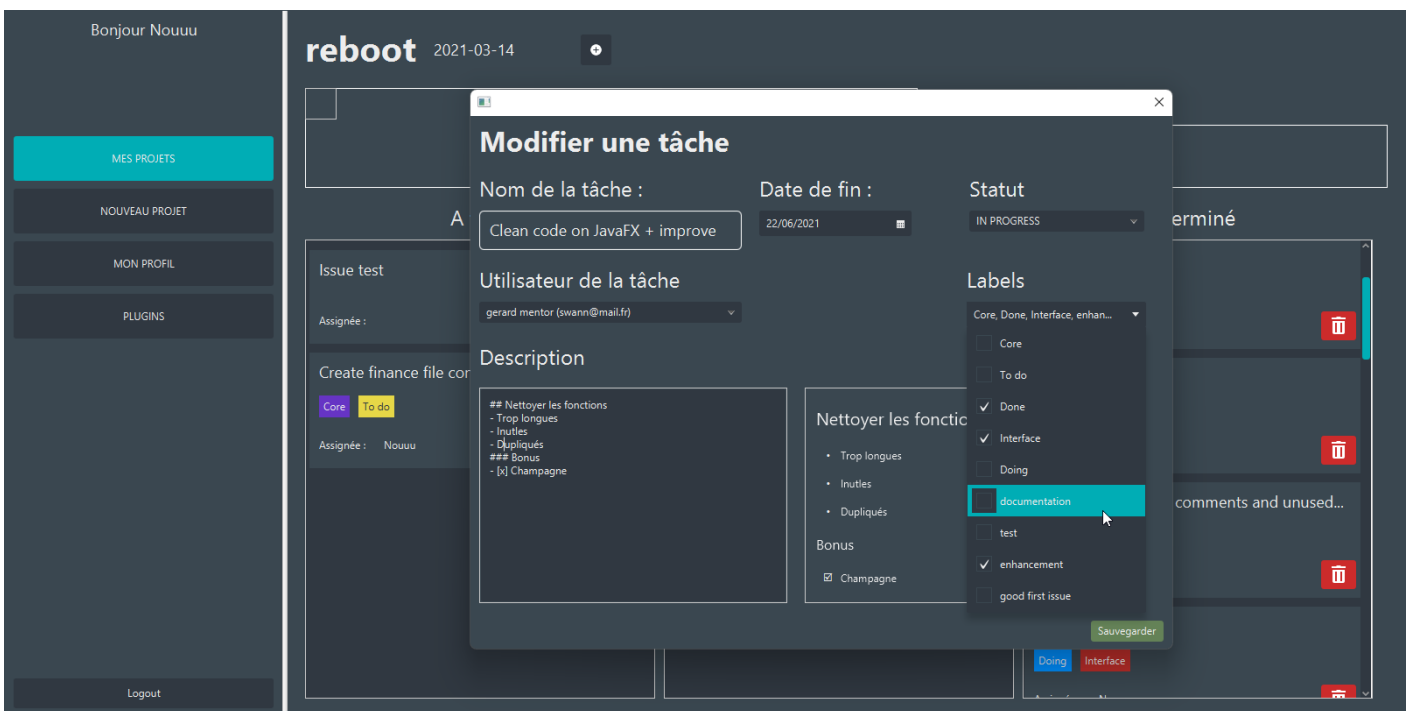 Bonjour Nouuu
MES PROJETS
NOUVEAU PROJET
MON PROFIL
PLUGINS
Logout
reboot 2021-03-14
A
erminé
Issue test
Assignée :
Create finance file con
Core To do
Assignée : Nouuu
Modifier une tâche
Nom de la tâche :
Clean code on JavaFX + improve
Date de fin :
22/06/2021
Statut
IN PROGRESS
Utilisateur de la tâche
gerard mentor (swann@mail.fr)
Labels
Core, Done, Interface, enhan...
Core
To do
Done
Interface
Doing
documentation
test
enhancement
good first issue
Description
## Nettoyer les fonctions
- Trop longues
- Inutles
- Dupliqués
### Bonus
- [x] Champagne
Nettoyer les fonctio
• Trop longues
• Inutles
• Dupliqués
Bonus
☑ Champagne
Sauvegarder
comments and unused...
Doing Interface